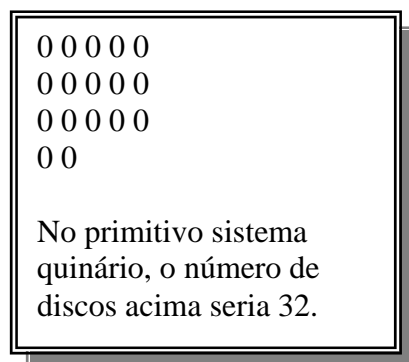 0 0 0 0 0
0 0 0 0 0
0 0 0 0 0
0 0
No primitivo sistema
quinário, o número de
discos acima seria 32.